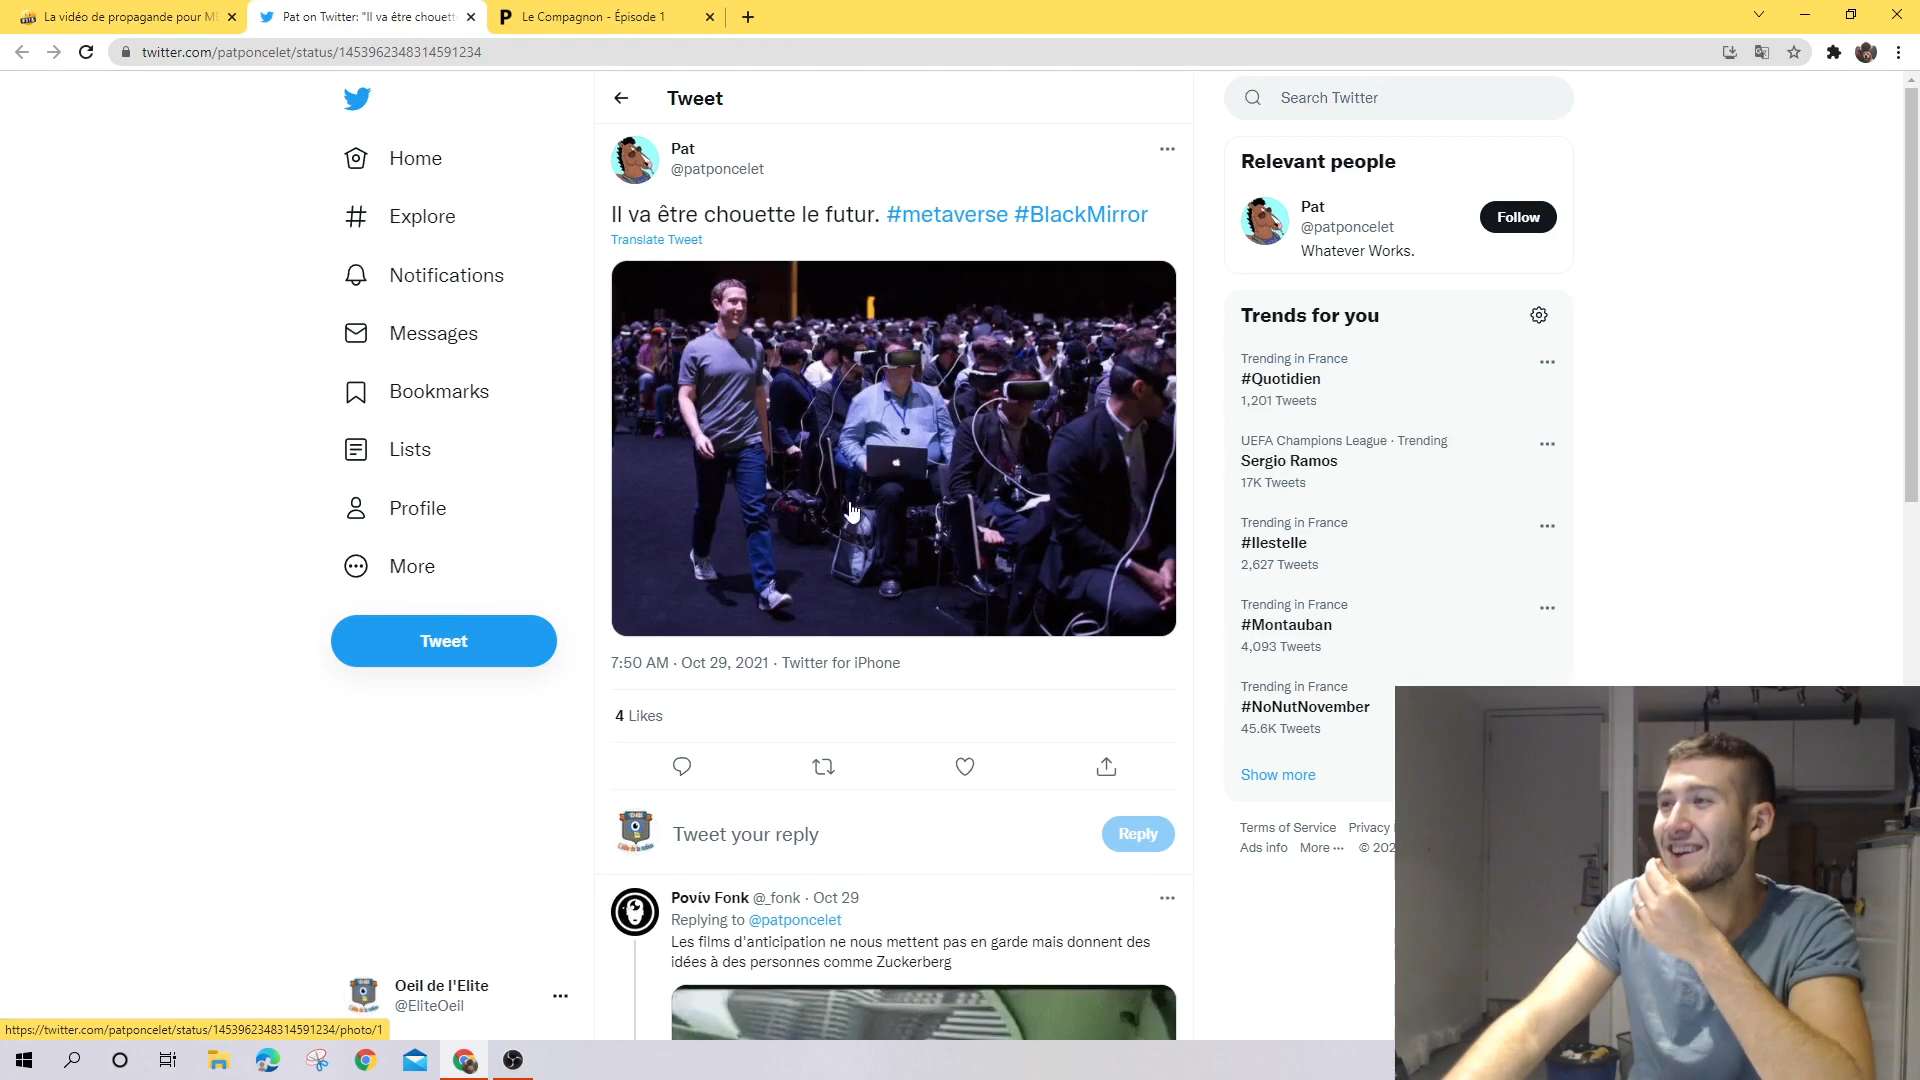 La vidéo de propagande pour M
Pat on Twitter: "Il va être chouett
Le Compagnon - Épisode 1
twitter.com/patponcelet/status/1453962348314591234
Tweet
Search Twitter
Home
Explore
Notifications
Messages
Bookmarks
Lists
Profile
More
Tweet
Pat
@patponcelet
Il va être chouette le futur. #metaverse #BlackMirror
Translate Tweet
7:50 AM · Oct 29, 2021 · Twitter for iPhone
4 Likes
Tweet your reply
Reply
Poviv Fonk @_fonk · Oct 29
Replying to @patponcelet
Les films d'anticipation ne nous mettent pas en garde mais donnent des
idées à des personnes comme Zuckerberg
Relevant people
Pat
@patponcelet
Whatever Works.
Follow
Trends for you
Trending in France
#Quotidien
1,201 Tweets
UEFA Champions League · Trending
Sergio Ramos
17K Tweets
Trending in France
#Ilestelle
2,627 Tweets
Trending in France
#Montauban
4,093 Tweets
Trending in France
#NoNutNovember
45.6K Tweets
Show more
Terms of Service Privacy
Ads info More ··· © 202
Oeil de l'Elite
@EliteOeil
https://twitter.com/patponcelet/status/1453962348314591234/photo/1